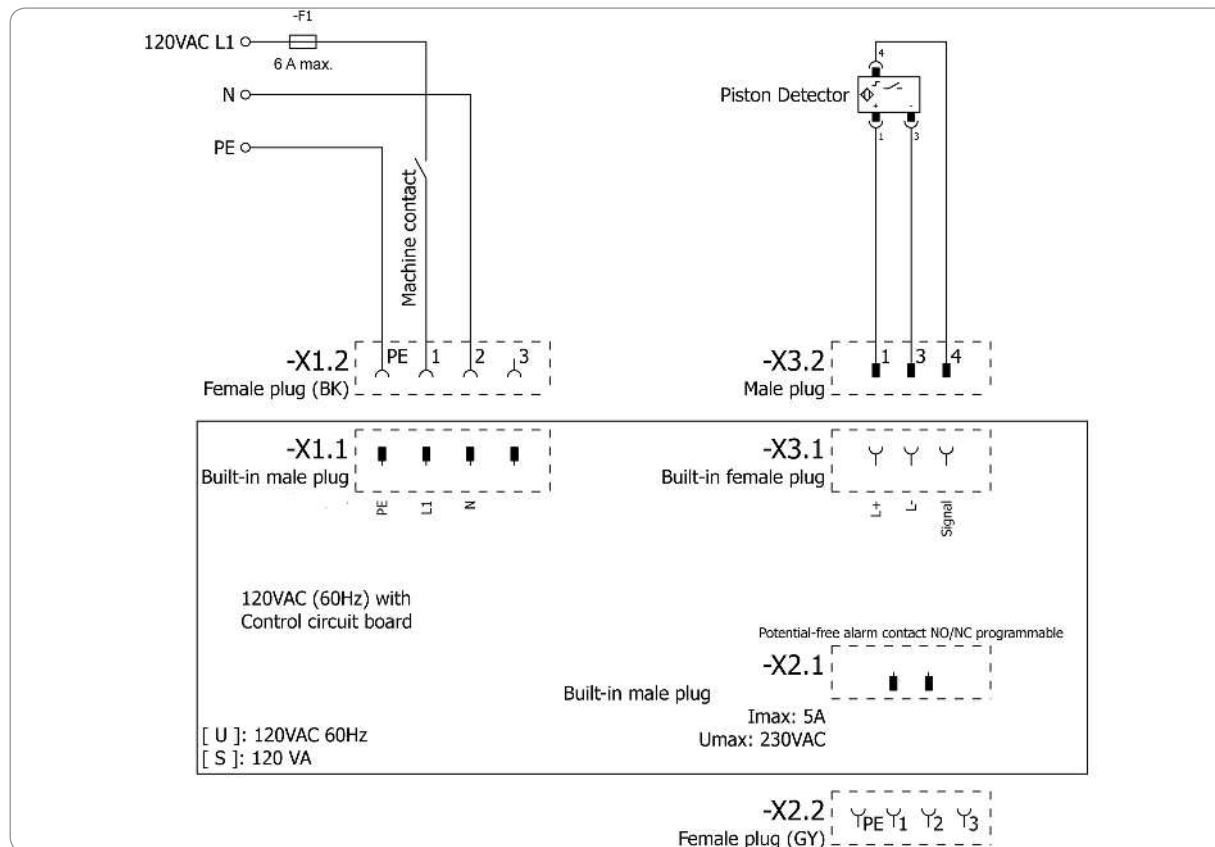 -F1
120VAC L1
6 A max.
N
PE
Machine contact
4
Piston Detector
+ -
1 3
-X1.2 PE 1 2 3
Female plug (BK)
-X3.2 1 3 4
Male plug
-X1.1
Built-in male plug
PE L1 N
-X3.1
Built-in female plug
L+ L- Signal
120VAC (60Hz) with
Control circuit board
Potential-free alarm contact NO/NC programmable
-X2.1
Built-in male plug
Imax: 5A
Umax: 230VAC
[ U ]: 120VAC 60Hz
[ S ]: 120 VA
-X2.2 PE 1 2 3
Female plug (GY)